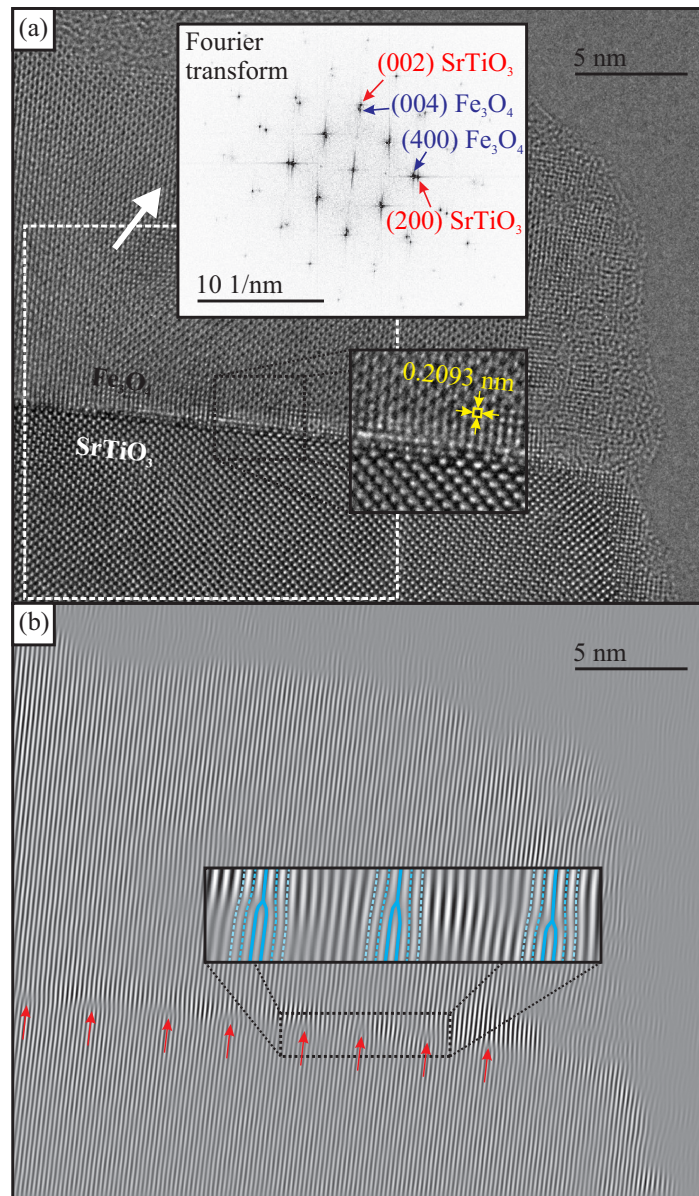 (a)
Fourier
transform
(002) SrTiO₃
(004) Fe₃O₄
(400) Fe₃O₄
(200) SrTiO₃
10 1/nm
5 nm
Fe₃O₄
0.2093 nm
SrTiO₃
(b)
5 nm